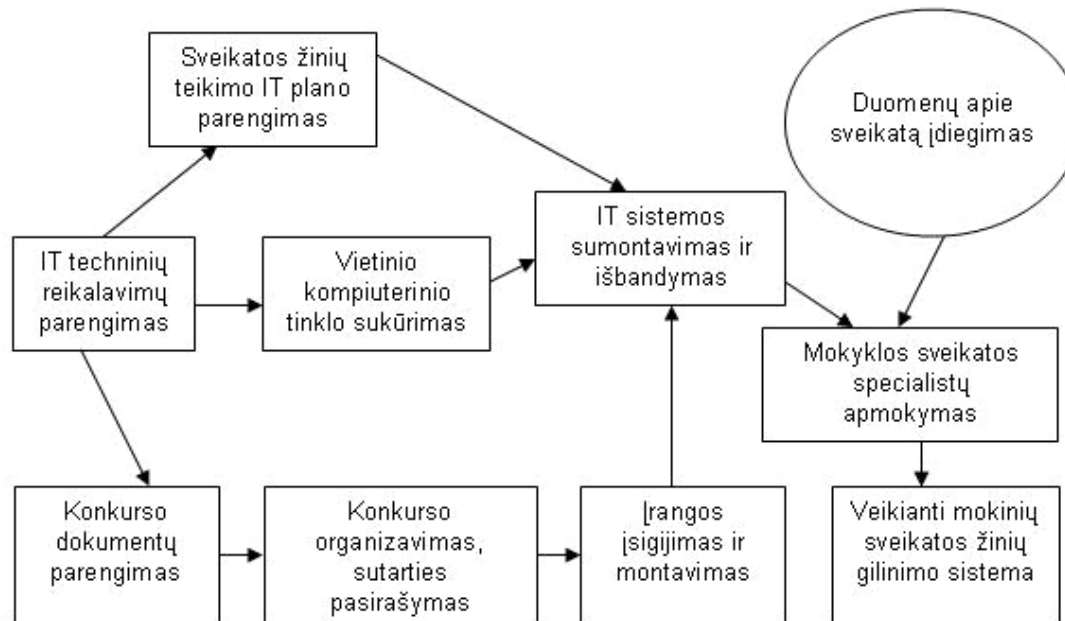 Sveikatos žinių
teikimo IT plano
parengimas
Duomenų apie
sveikatą įdiegimas
IT sistemos
sumontavimas ir
išbandymas
IT techninių
reikalavimų
parengimas
Vietinio
kompiuterinio
tinklo sukūrimas
Mokyklos sveikatos
specialistų
apmokymas
Konkurso
dokumentų
parengimas
Konkurso
organizavimas,
sutarties
pasirašymas
Įrangos
įsigijimas ir
montavimas
Veikianti mokinių
sveikatos žinių
gilinimo sistema